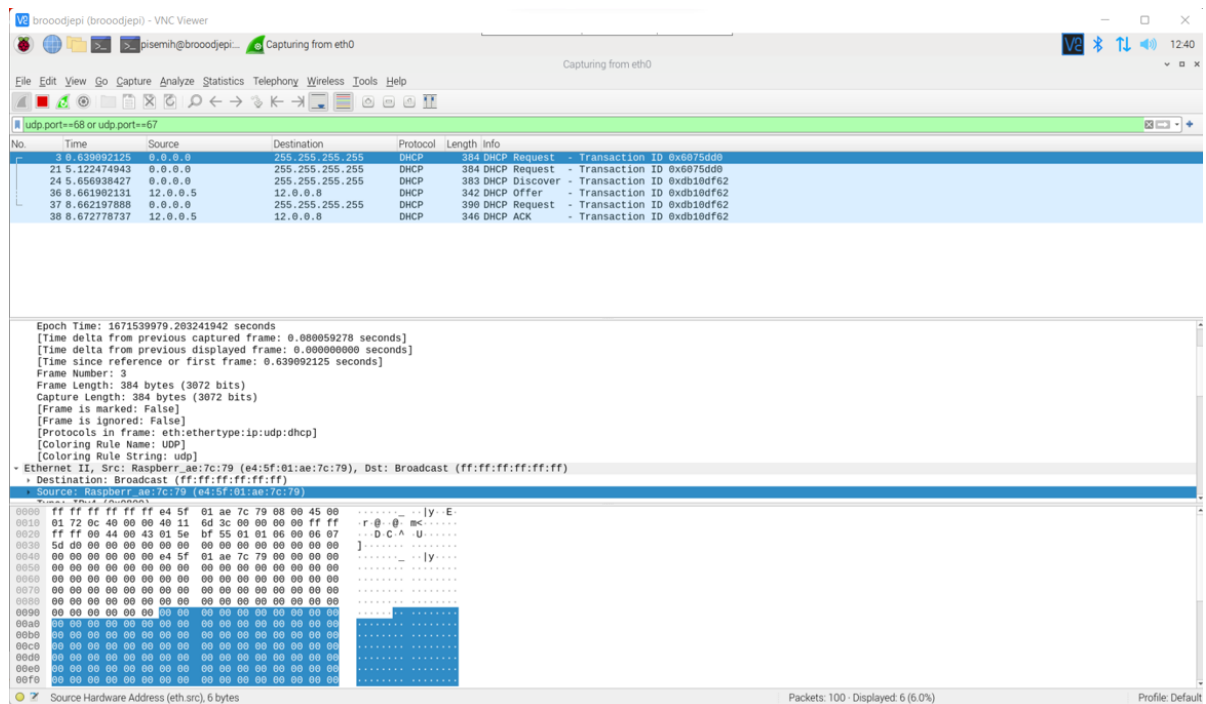 brooodjepi (brooodjepi) - VNC Viewer
pisemih@brooodjepi:... Capturing from eth0 12:40
Capturing from eth0
File Edit View Go Capture Analyze Statistics Telephony Wireless Tools Help
udp.port==68 or udp.port==67
No. Time Source Destination Protocol Length Info
3 0.639092125 0.0.0.0 255.255.255.255 DHCP 384 DHCP Request - Transaction ID 0x6075dd0
21 5.122474943 0.0.0.0 255.255.255.255 DHCP 384 DHCP Request - Transaction ID 0x6075dd0
24 5.656938427 0.0.0.0 255.255.255.255 DHCP 383 DHCP Discover - Transaction ID 0xdb10df62
36 8.661902131 12.0.0.5 12.0.0.8 DHCP 342 DHCP Offer - Transaction ID 0xdb10df62
37 8.662197888 0.0.0.0 255.255.255.255 DHCP 390 DHCP Request - Transaction ID 0xdb10df62
38 8.672778737 12.0.0.5 12.0.0.8 DHCP 346 DHCP ACK - Transaction ID 0xdb10df62
Epoch Time: 1671539979.203241942 seconds
[Time delta from previous captured frame: 0.080059278 seconds]
[Time delta from previous displayed frame: 0.000000000 seconds]
[Time since reference or first frame: 0.639092125 seconds]
Frame Number: 3
Frame Length: 384 bytes (3072 bits)
Capture Length: 384 bytes (3072 bits)
[Frame is marked: False]
[Frame is ignored: False]
[Protocols in frame: eth:ethertype:ip:udp:dhcp]
[Coloring Rule Name: UDP]
[Coloring Rule String: udp]
Ethernet II, Src: Raspberr_ae:7c:79 (e4:5f:01:ae:7c:79), Dst: Broadcast (ff:ff:ff:ff:ff:ff)
Destination: Broadcast (ff:ff:ff:ff:ff:ff)
Source: Raspberr_ae:7c:79 (e4:5f:01:ae:7c:79)
0000 ff ff ff ff ff ff e4 5f 01 ae 7c 79 08 00 45 00 ·······_ ··|y··E·
0010 01 72 0c 40 00 00 40 11 6d 3c 00 00 00 00 ff ff ·r·@··@· m<······
0020 ff ff 00 44 00 43 01 5e bf 55 01 01 06 00 06 07 ···D·C·^ ·U······
0030 5d d0 00 00 00 00 00 00 00 00 00 00 00 00 00 00 ]······· ········
0040 00 00 00 00 00 00 e4 5f 01 ae 7c 79 00 00 00 00 ·······_ ··|y····
0050 00 00 00 00 00 00 00 00 00 00 00 00 00 00 00 00 ········ ········
0060 00 00 00 00 00 00 00 00 00 00 00 00 00 00 00 00 ········ ········
0070 00 00 00 00 00 00 00 00 00 00 00 00 00 00 00 00 ········ ········
0080 00 00 00 00 00 00 00 00 00 00 00 00 00 00 00 00 ········ ········
0090 00 00 00 00 00 00 00 00 00 00 00 00 00 00 00 00 ········ ········
00a0 00 00 00 00 00 00 00 00 00 00 00 00 00 00 00 00 ········ ········
00b0 00 00 00 00 00 00 00 00 00 00 00 00 00 00 00 00 ········ ········
00c0 00 00 00 00 00 00 00 00 00 00 00 00 00 00 00 00 ········ ········
00d0 00 00 00 00 00 00 00 00 00 00 00 00 00 00 00 00 ········ ········
00e0 00 00 00 00 00 00 00 00 00 00 00 00 00 00 00 00 ········ ········
00f0 00 00 00 00 00 00 00 00 00 00 00 00 00 00 00 00 ········ ········
Source Hardware Address (eth.src), 6 bytes Packets: 100 · Displayed: 6 (6.0%) Profile: Default